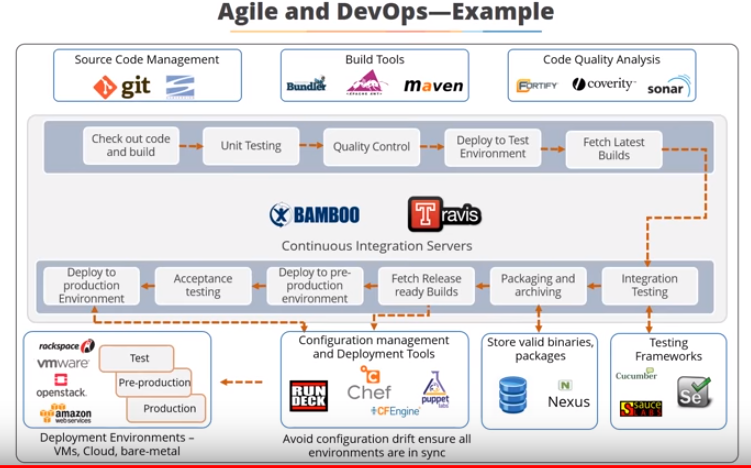 Agile and DevOps—Example
Source Code Management
git
Build Tools
Bundler
APACHE ANT
maven
Code Quality Analysis
FORTIFY
coverity™
sonar
Check out code
and build
Unit Testing
Quality Control
Deploy to Test
Environment
Fetch Latest
Builds
BAMBOO
Travis
Continuous Integration Servers
Deploy to
production
Environment
Acceptance
testing
Deploy to pre-
production
environment
Fetch Release
ready Builds
Packaging and
archiving
Integration
Testing
rackspace
vmware
openstack.
amazon
web services
Test
Pre-production
Production
Deployment Environments –
VMs, Cloud, bare-metal
Configuration management
and Deployment Tools
RUN
DECK
Chef
CFEngine
puppet
labs
Avoid configuration drift ensure all
environments are in sync
Store valid binaries,
packages
N
Nexus
Testing
Frameworks
Cucumber
SAUCE
LABS
Se